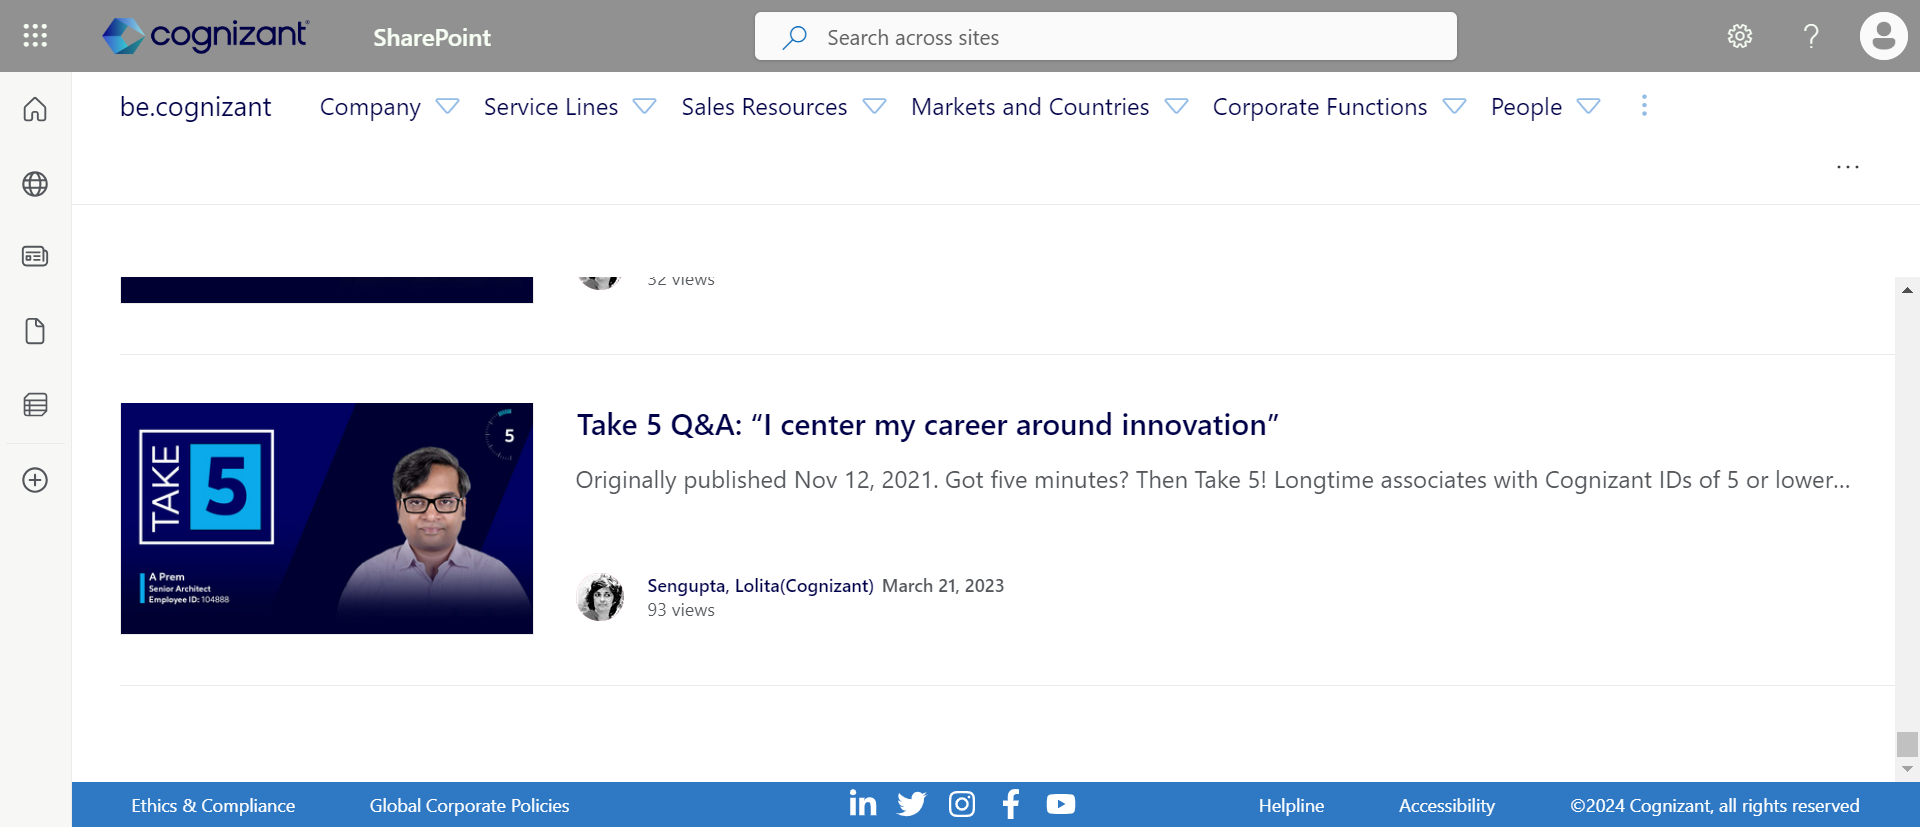 cognizant
SharePoint
Search across sites
be.cognizant
Company
Service Lines
Sales Resources
Markets and Countries
Corporate Functions
People
32 views
TAKE
5
5
A Prem
Senior Architect
Employee ID: 104888
Take 5 Q&A: “I center my career around innovation”
Originally published Nov 12, 2021. Got five minutes? Then Take 5! Longtime associates with Cognizant IDs of 5 or lower...
Sengupta, Lolita(Cognizant) March 21, 2023
93 views
Ethics & Compliance
Global Corporate Policies
Helpline
Accessibility
©2024 Cognizant, all rights reserved